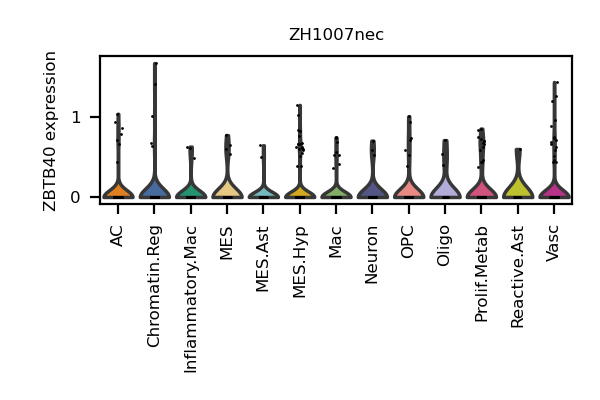 ZH1007nec
ZBTB40 expression
1
0
AC
Chromatin.Reg
Inflammatory.Mac
MES
MES.Ast
MES.Hyp
Mac
Neuron
OPC
Oligo
Prolif.Metab
Reactive.Ast
Vasc